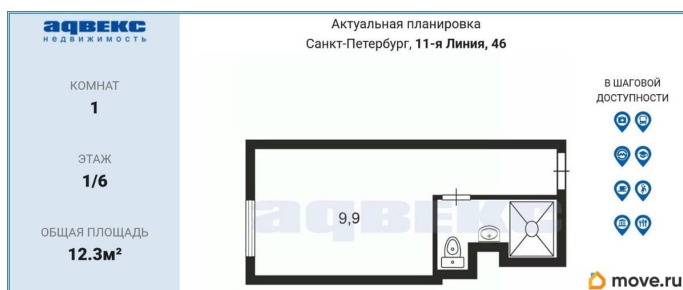 адвекс
недвижимость
КОМНАТ
1
ЭТАЖ
1/6
ОБЩАЯ ПЛОЩАДЬ
12.3м²
Актуальная планировка
Санкт-Петербург, 11-я Линия, 46
адвекс
9,9
В ШАГОВОЙ
ДОСТУПНОСТИ
move.ru